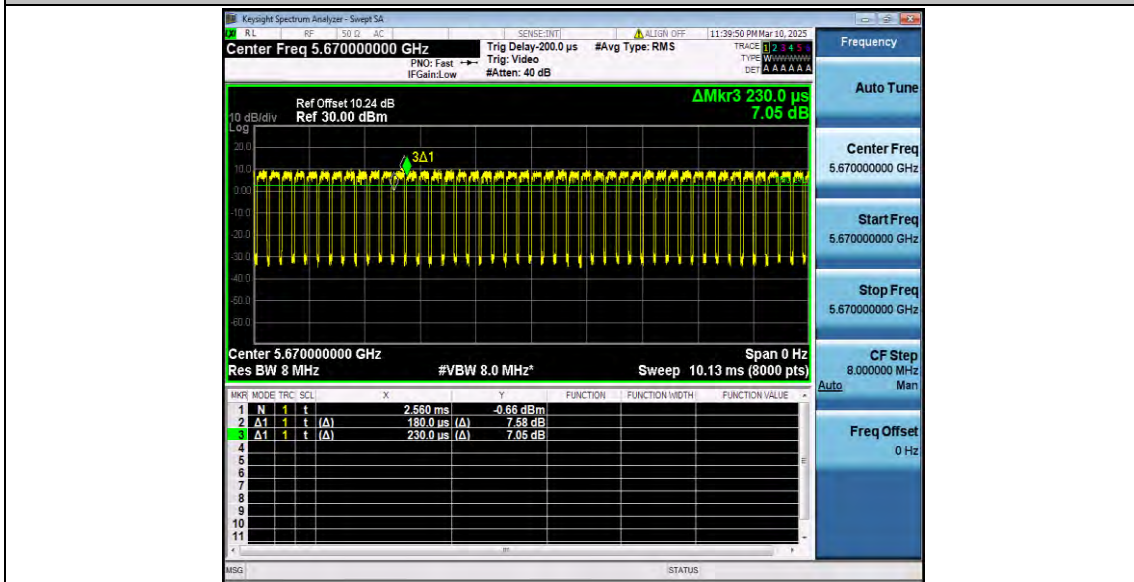 Keysight Spectrum Analyzer - Swept SA
RL RF 50 Ω AC SENSE:INT ALIGN OFF 11:39:50 PM Mar 10, 2025
Center Freq 5.670000000 GHz
PNO: Fast
IFGain:Low
Trig Delay-200.0 µs
Trig: Video
#Atten: 40 dB
#Avg Type: RMS
TRACE 1 2 3 4 5 6
TYPE W
DET A A A A A A
Frequency
ΔMkr3 230.0 µs
7.05 dB
Ref Offset 10.24 dB
10 dB/div Ref 30.00 dBm
Log
20.0
10.0
0.00
-10.0
-20.0
-30.0
-40.0
-50.0
-60.0
3Δ1
Center 5.670000000 GHz Span 0 Hz
Res BW 8 MHz #VBW 8.0 MHz* Sweep 10.13 ms (8000 pts)
MKR MODE TRC SCL X Y FUNCTION FUNCTION WIDTH FUNCTION VALUE
1 N 1 t 2.560 ms -0.66 dBm
2 Δ1 1 t (Δ) 180.0 µs (Δ) 7.58 dB
3 Δ1 1 t (Δ) 230.0 µs (Δ) 7.05 dB
4
5
6
7
8
9
10
11
MSG STATUS
Auto Tune
Center Freq
5.670000000 GHz
Start Freq
5.670000000 GHz
Stop Freq
5.670000000 GHz
CF Step
8.000000 MHz
Auto Man
Freq Offset
0 Hz